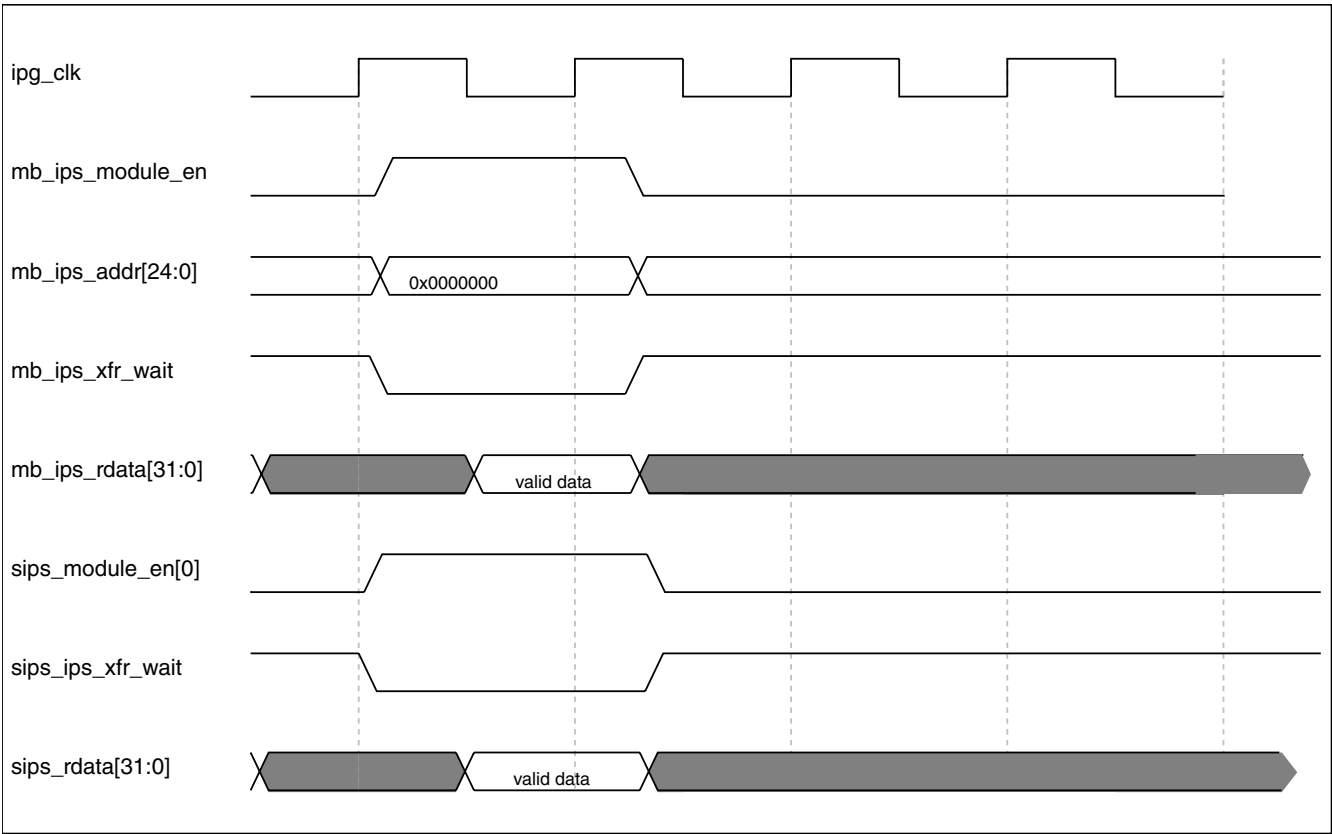 ipg_clk
mb_ips_module_en
mb_ips_addr[24:0]
0x0000000
mb_ips_xfr_wait
mb_ips_rdata[31:0]
valid data
sips_module_en[0]
sips_ips_xfr_wait
sips_rdata[31:0]
valid data